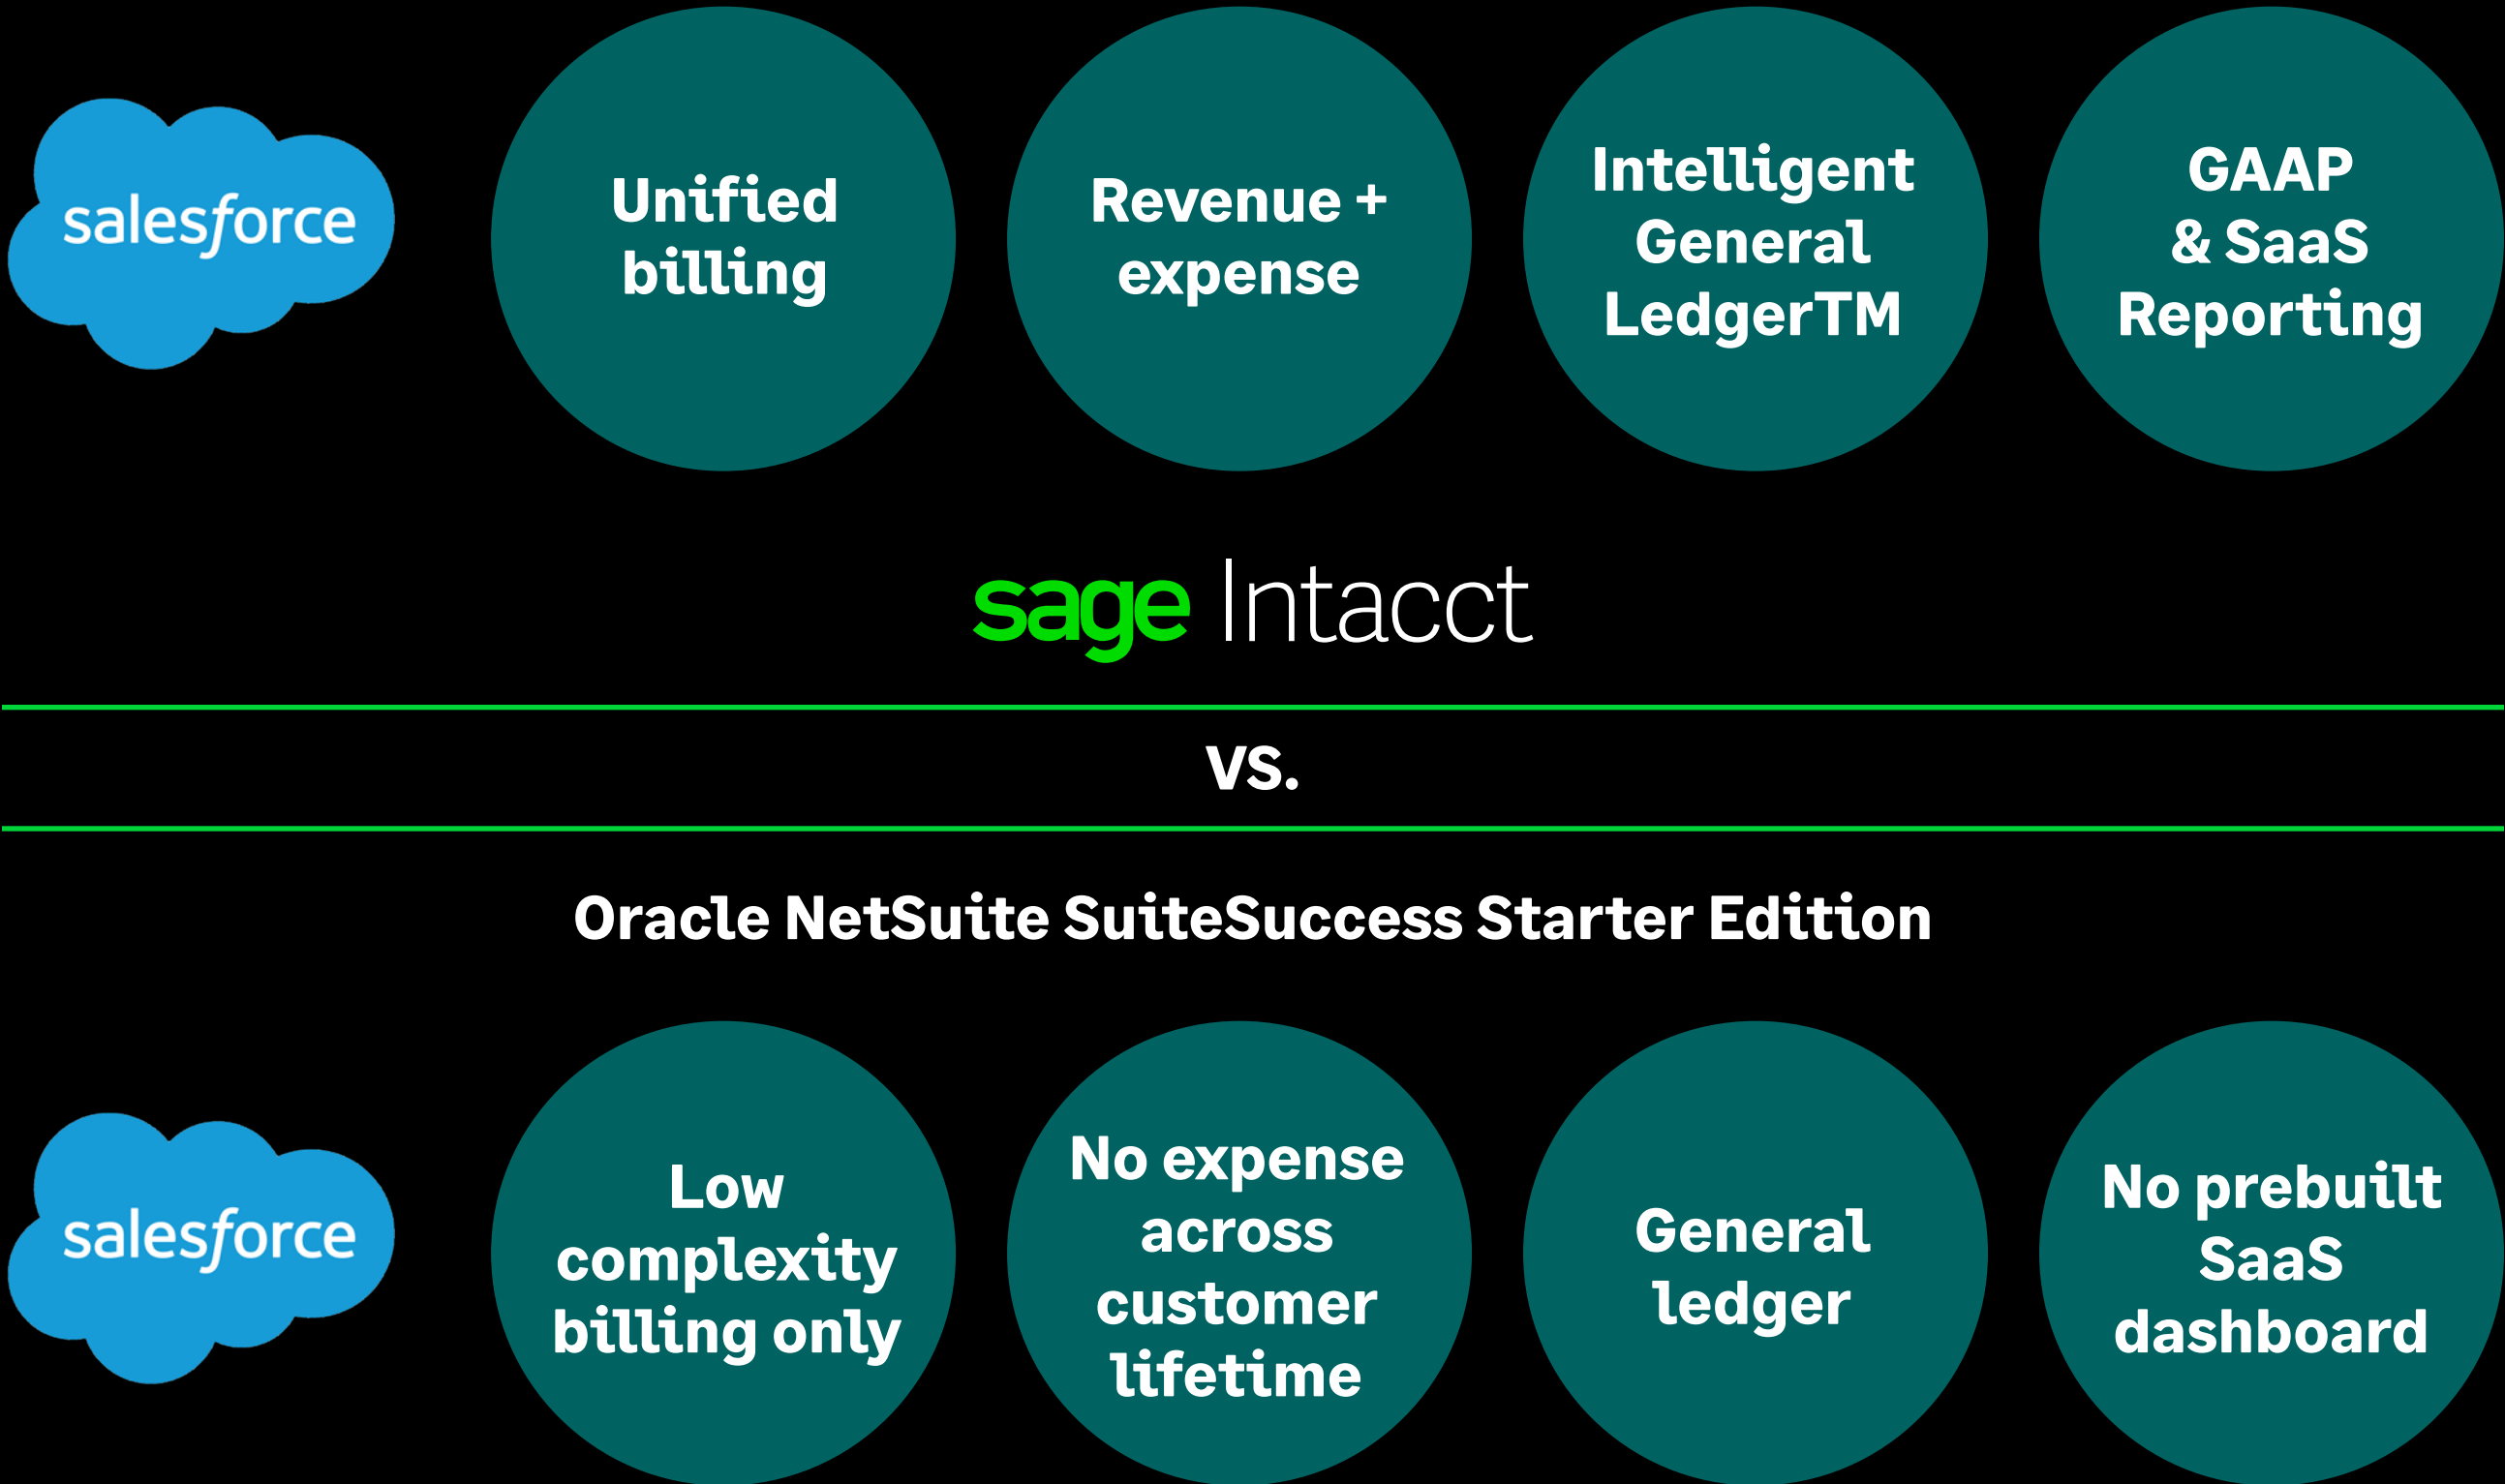 salesforce
Unified
billing
Revenue +
expense
Intelligent
General
LedgerTM
GAAP
& SaaS
Reporting
sage Intacct
vs.
Oracle NetSuite SuiteSuccess Starter Edition
salesforce
Low
complexity
billing only
No expense
across
customer
lifetime
General
ledger
No prebuilt
SaaS
dashboard